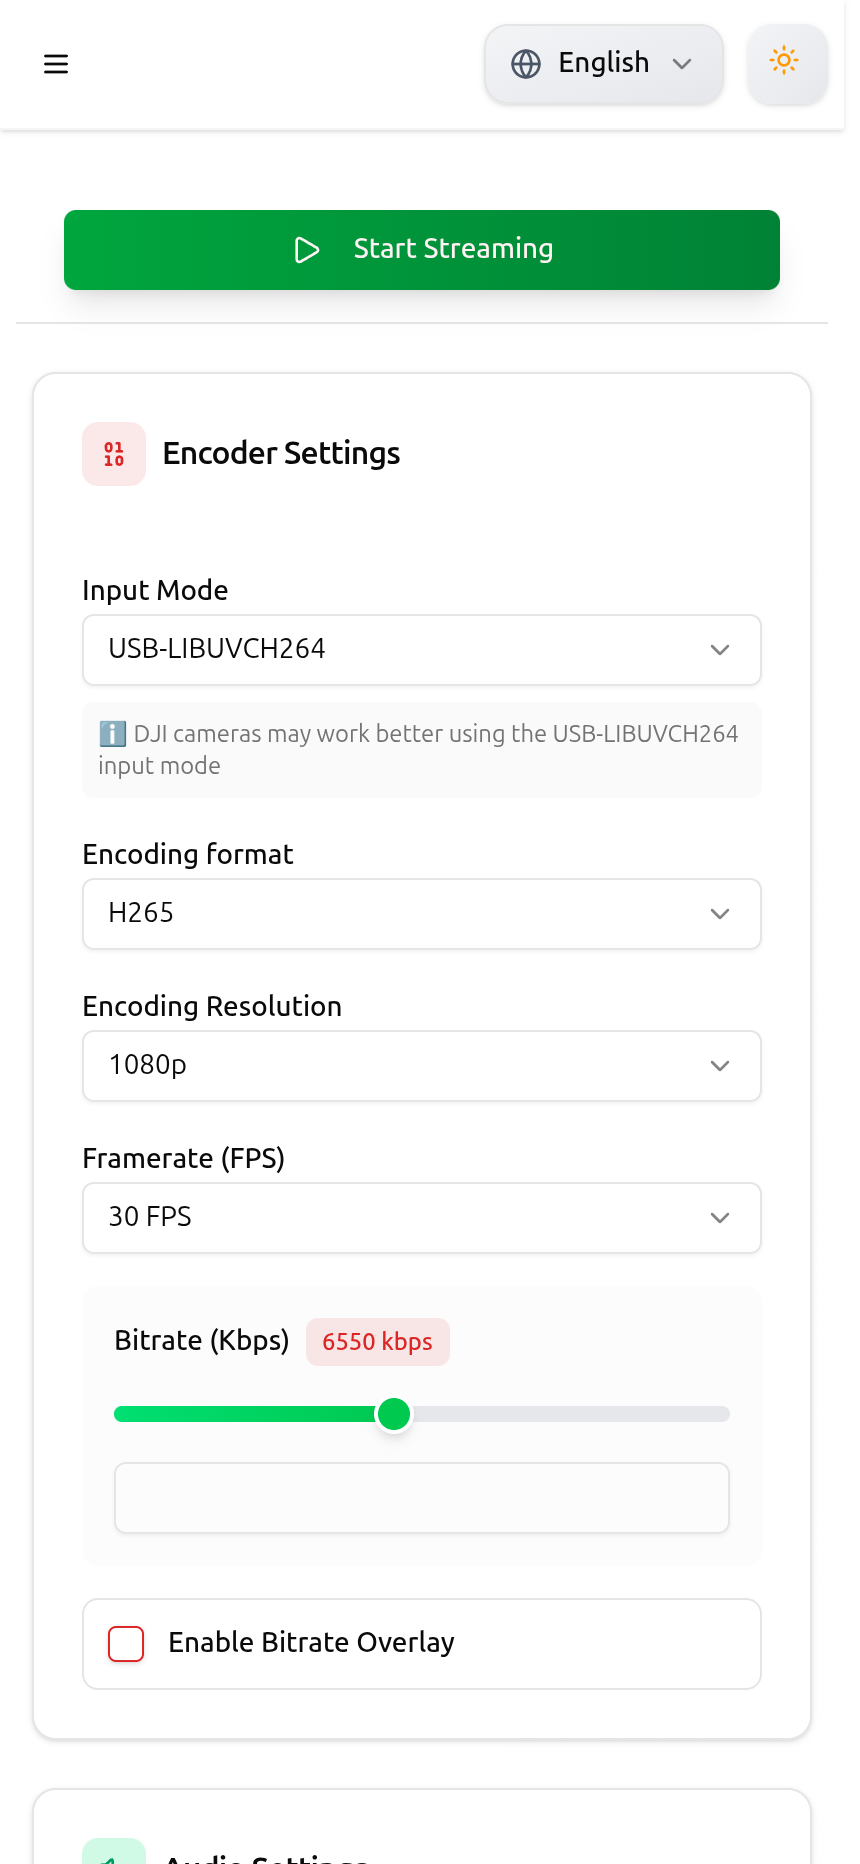 English
Start Streaming
01
10
Encoder Settings
Input Mode
USB-LIBUVCH264
ℹ️ DJI cameras may work better using the USB-LIBUVCH264
input mode
Encoding format
H265
Encoding Resolution
1080p
Framerate (FPS)
30 FPS
Bitrate (Kbps) 6550 kbps
Enable Bitrate Overlay
Audio Settings